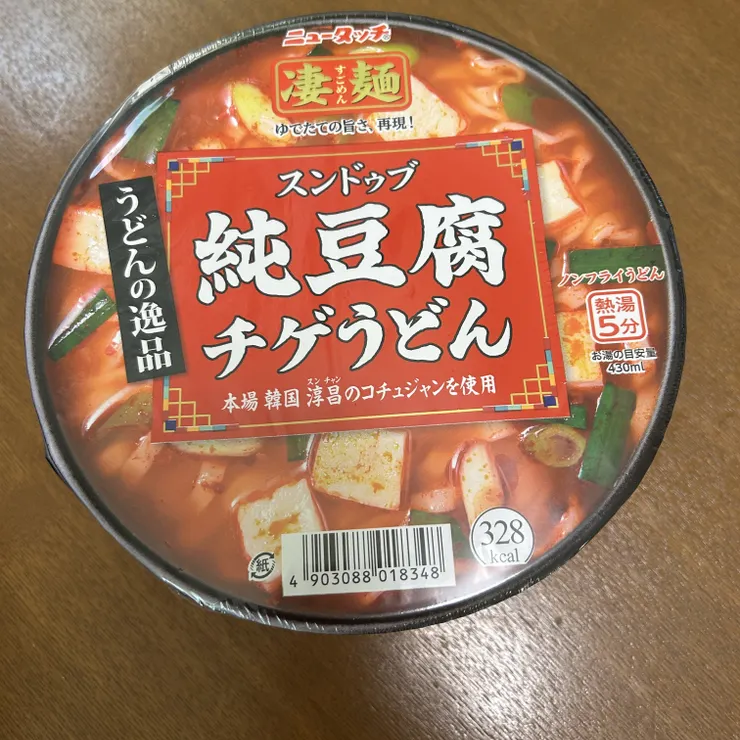 ニュータッチ®
凄麺
すごめん
ゆでたての旨さ、再現！
スンドゥブ
純豆腐
チゲうどん
本場 韓国 淳昌のコチュジャンを使用
スン チャン
うどんの逸品
ノンフライうどん
熱湯
5分
お湯の目安量
430ml
328
kcal
紙
4 903088 018348